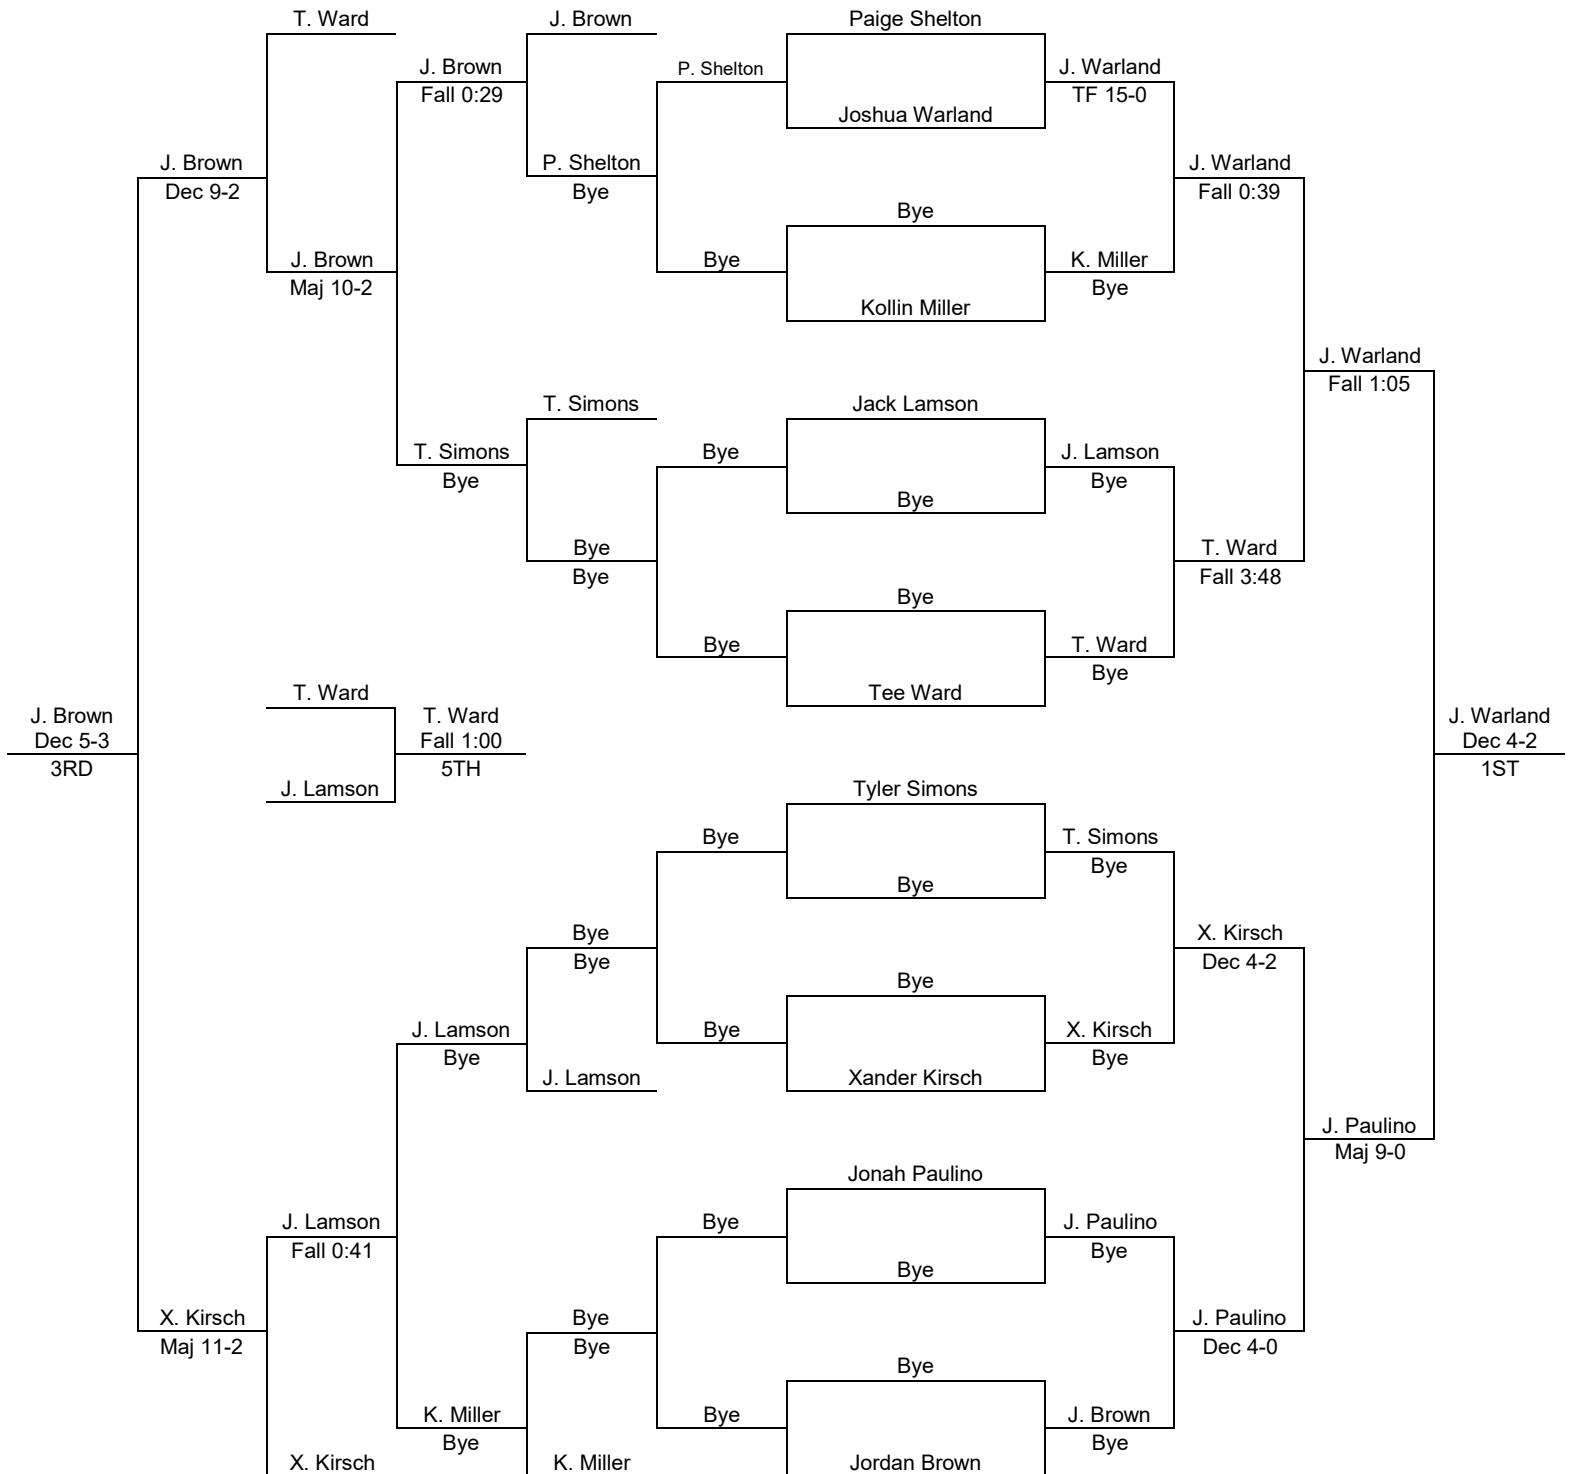 T. Ward
J. Brown
Paige Shelton
J. Brown
P. Shelton
J. Warland
Fall 0:29
TF 15-0
Joshua Warland
J. Brown
P. Shelton
J. Warland
Dec 9-2
Bye
Fall 0:39
Bye
J. Brown
Bye
K. Miller
Maj 10-2
Bye
Kollin Miller
J. Warland
Fall 1:05
T. Simons
Jack Lamson
T. Simons
Bye
J. Lamson
Bye
Bye
Bye
Bye
T. Ward
Bye
Fall 3:48
Bye
Bye
T. Ward
Bye
T. Ward
Tee Ward
J. Brown
T. Ward
J. Warland
Dec 5-3
Fall 1:00
Dec 4-2
3RD
5TH
1ST
J. Lamson
Tyler Simons
Bye
T. Simons
Bye
Bye
Bye
X. Kirsch
Bye
Dec 4-2
Bye
J. Lamson
Bye
X. Kirsch
Bye
Bye
J. Lamson
Xander Kirsch
J. Paulino
Maj 9-0
Jonah Paulino
J. Lamson
Bye
J. Paulino
Fall 0:41
Bye
Bye
X. Kirsch
Bye
J. Paulino
Maj 11-2
Bye
Dec 4-0
Bye
K. Miller
Bye
J. Brown
Bye
Bye
X. Kirsch
K. Miller
Jordan Brown